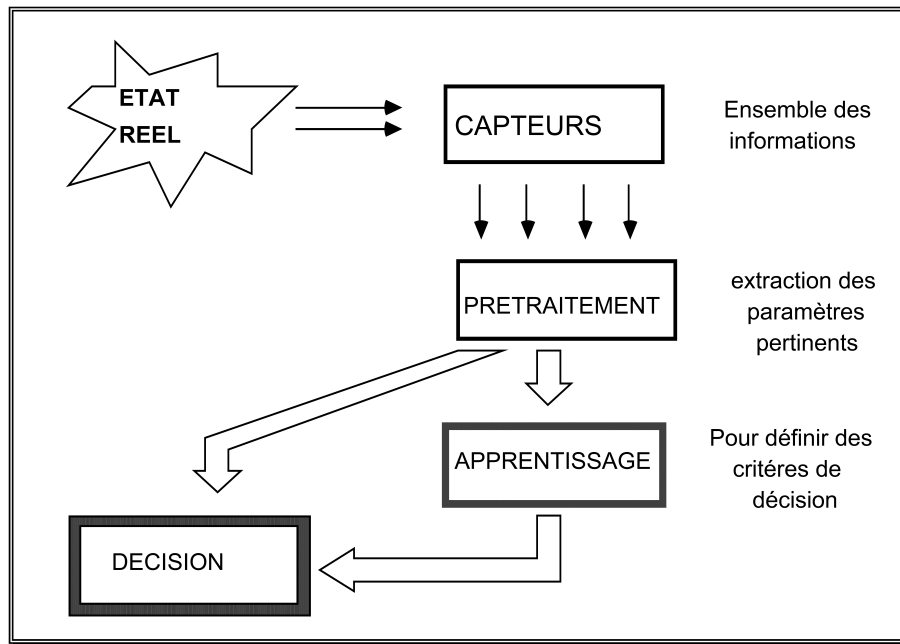 ETAT
REEL
CAPTEURS
Ensemble des
informations
PRETRAITEMENT
extraction des
paramètres
pertinents
APPRENTISSAGE
Pour définir des
critéres de
décision
DECISION